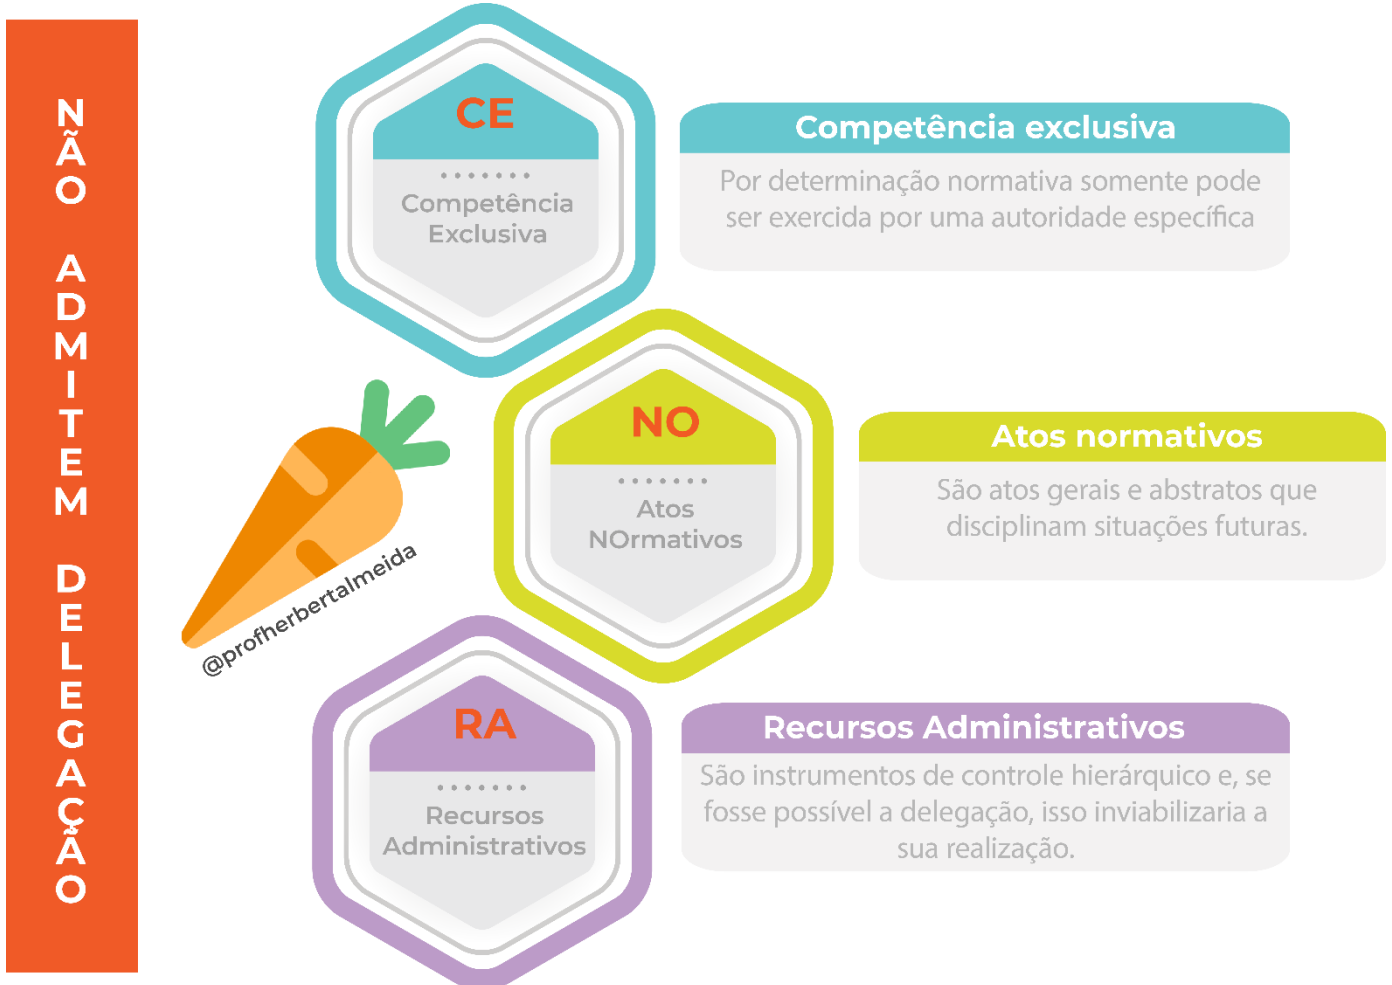 NÃO ADMITEM DELEGAÇÃO
CE
Competência
Exclusiva
Competência exclusiva
Por determinação normativa somente pode
ser exercida por uma autoridade específica
NO
Atos
NOrmativos
Atos normativos
São atos gerais e abstratos que
disciplinam situações futuras.
@profherbertalmeida
RA
Recursos
Administrativos
Recursos Administrativos
São instrumentos de controle hierárquico e, se
fosse possível a delegação, isso inviabilizaria a
sua realização.